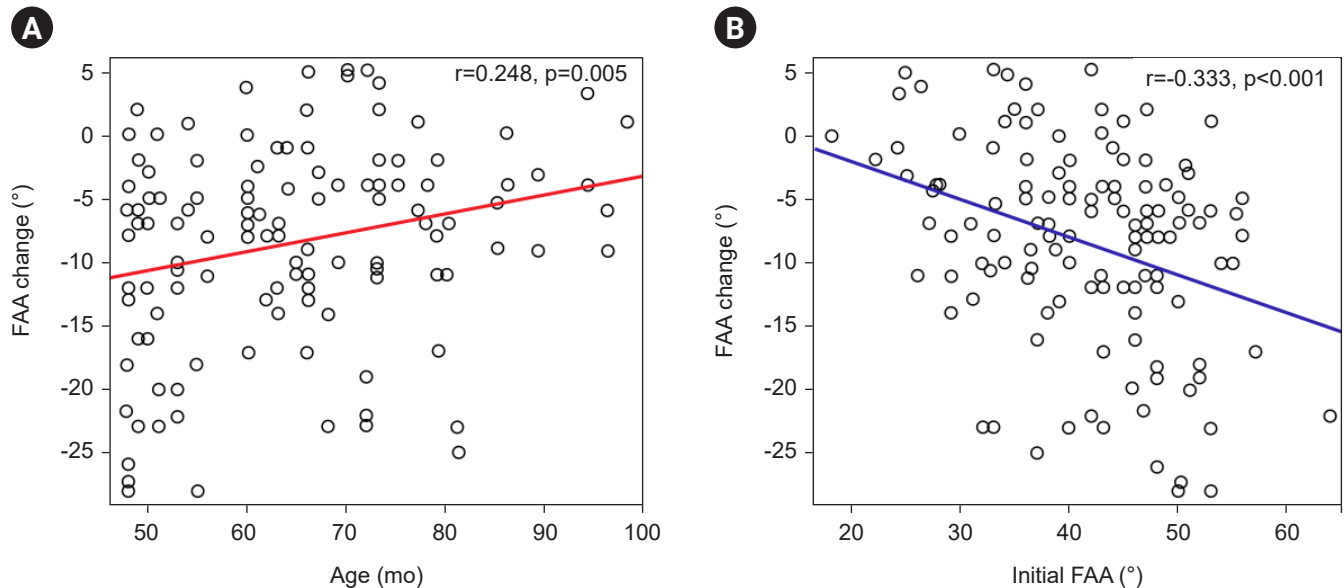 A
r=0.248, p=0.005
FAA change (°)
5
0
-5
-10
-15
-20
-25
50 60 70 80 90 100
Age (mo)
B
r=-0.333, p<0.001
FAA change (°)
5
0
-5
-10
-15
-20
-25
20 30 40 50 60
Initial FAA (°)